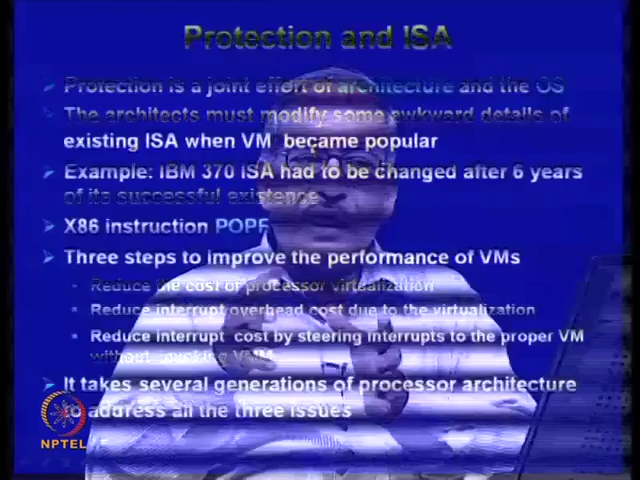 Protection and ISA
Protection is a joint effort of architecture and the OS
The architects must modify some awkward details of
existing ISA when VM became popular
Example: IBM 370 ISA had to be changed after 6 years
of its successful existence
X86 instruction POPF
Three steps to improve the performance of VMs
Reduce the cost of processor virtualization
Reduce interrupt overhead cost due to the virtualization
Reduce interrupt cost by steering interrupts to the proper VM
without invoking VMM
It takes several generations of processor architecture
to address all the three issues
NPTEL